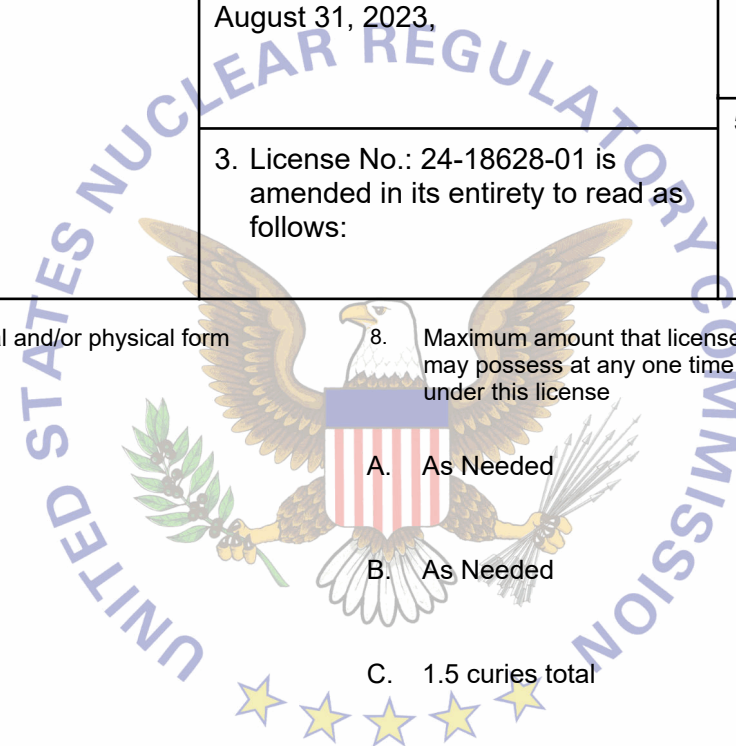 August 31, 2023,
3. License No.: 24-18628-01 is
amended in its entirety to read as
follows:
and/or physical form
8. Maximum amount that
may possess at any one time
under this license
A. As Needed
B. As Needed
C. 1.5 curies total
UNITED STATES NUCLEAR REGULATORY COMMISSION